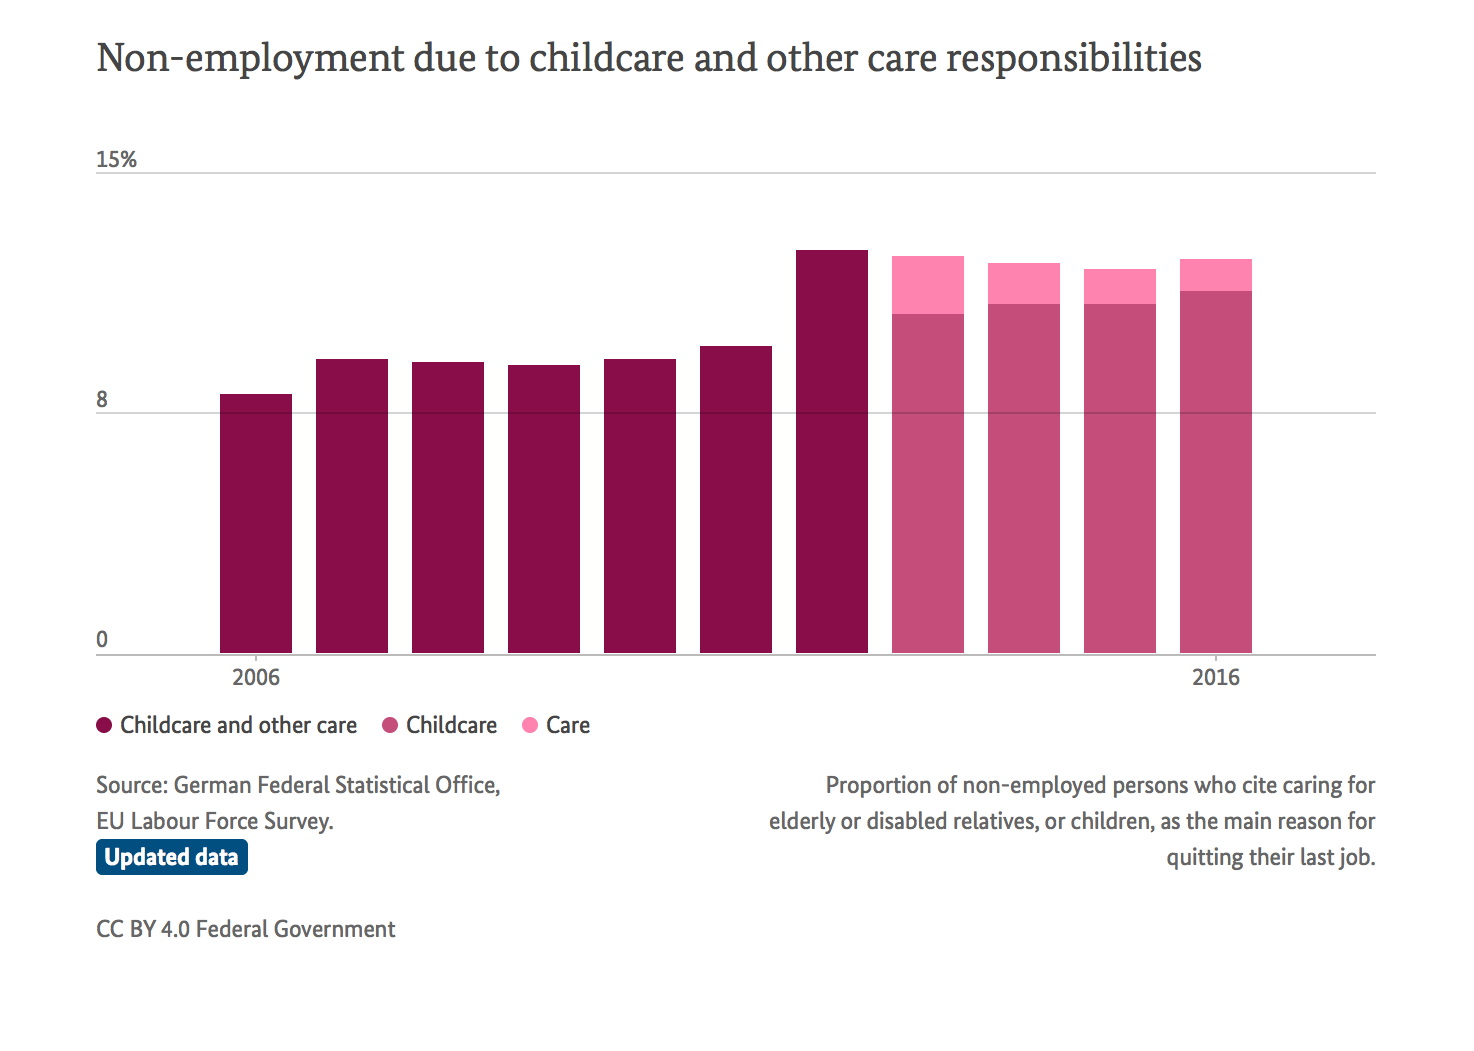 Non-employment due to childcare and other care responsibilities
15%
8
0
2006
2016
Childcare and other care
Childcare
Care
Source: German Federal Statistical Office,
EU Labour Force Survey.
Updated data
Proportion of non-employed persons who cite caring for
elderly or disabled relatives, or children, as the main reason for
quitting their last job.
CC BY 4.0 Federal Government